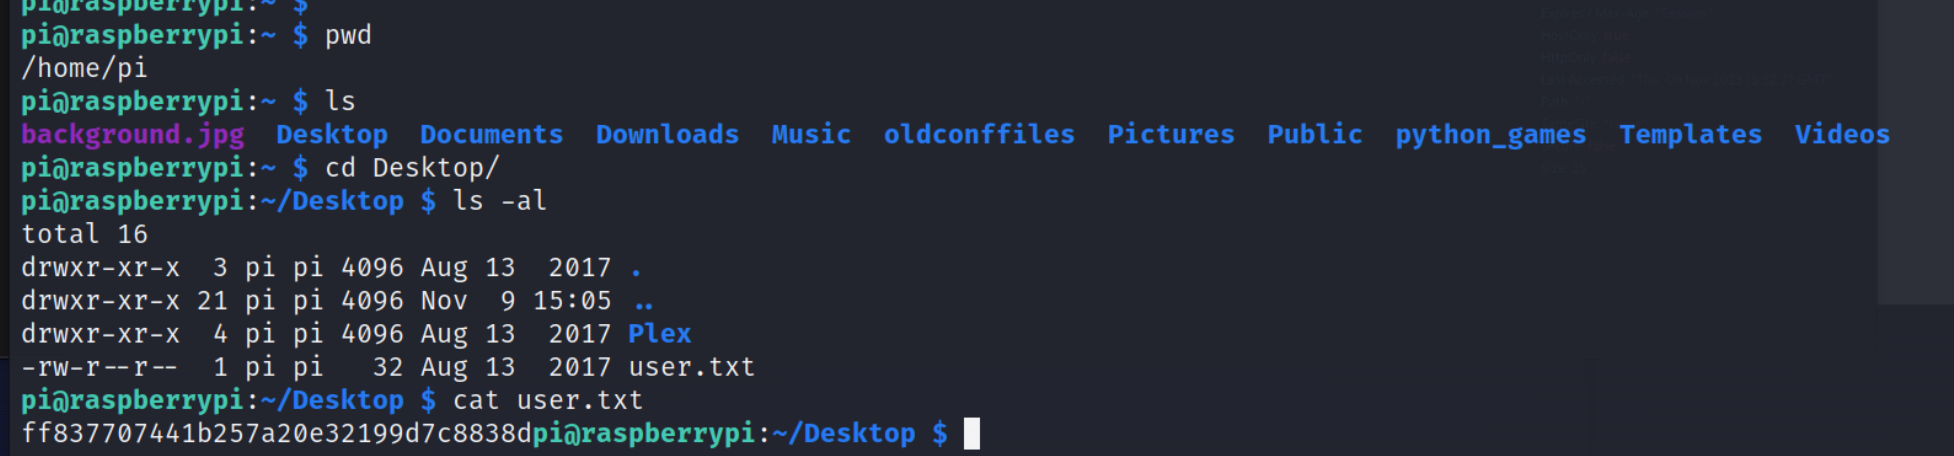 pi@raspberrypi:~ $
pi@raspberrypi:~ $ pwd
/home/pi
pi@raspberrypi:~ $ ls
background.jpg  Desktop  Documents  Downloads  Music  oldconffiles  Pictures  Public  python_games  Templates  Videos
pi@raspberrypi:~ $ cd Desktop/
pi@raspberrypi:~/Desktop $ ls -al
total 16
drwxr-xr-x  3 pi pi 4096 Aug 13  2017 .
drwxr-xr-x 21 pi pi 4096 Nov  9 15:05 ..
drwxr-xr-x  4 pi pi 4096 Aug 13  2017 Plex
-rw-r--r--  1 pi pi   32 Aug 13  2017 user.txt
pi@raspberrypi:~/Desktop $ cat user.txt
ff837707441b257a20e32199d7c8838dpi@raspberrypi:~/Desktop $